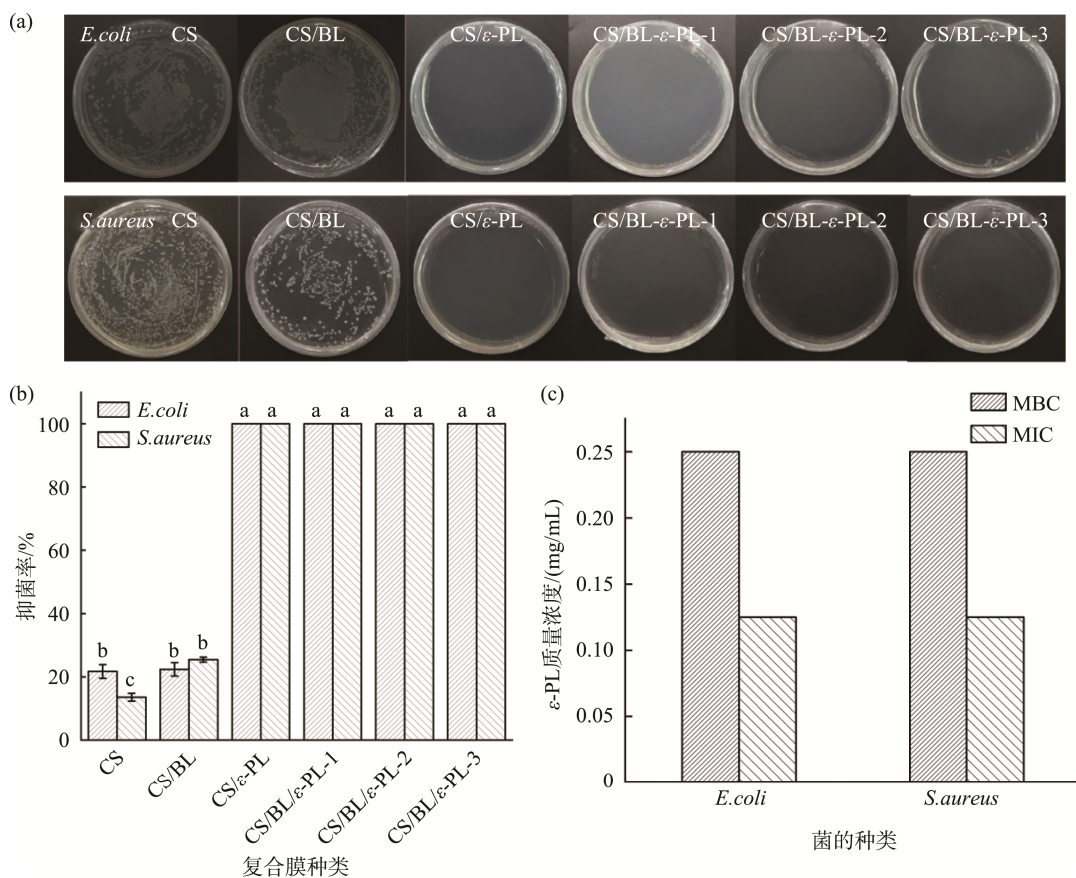 (a)
E.coli CS CS/BL CS/ε-PL CS/BL-ε-PL-1 CS/BL-ε-PL-2 CS/BL-ε-PL-3
S.aureus CS CS/BL CS/ε-PL CS/BL-ε-PL-1 CS/BL-ε-PL-2 CS/BL-ε-PL-3
(b)
E.coli
S.aureus
a a a a a a a a
b c b b
抑菌率/%
100
80
60
40
20
0
CS CS/BL CS/ε-PL CS/BL/ε-PL-1 CS/BL/ε-PL-2 CS/BL/ε-PL-3
复合膜种类
(c)
MBC
MIC
ε-PL质量浓度/(mg/mL)
0.25
0.20
0.15
0.10
0.05
0
E.coli S.aureus
菌的种类